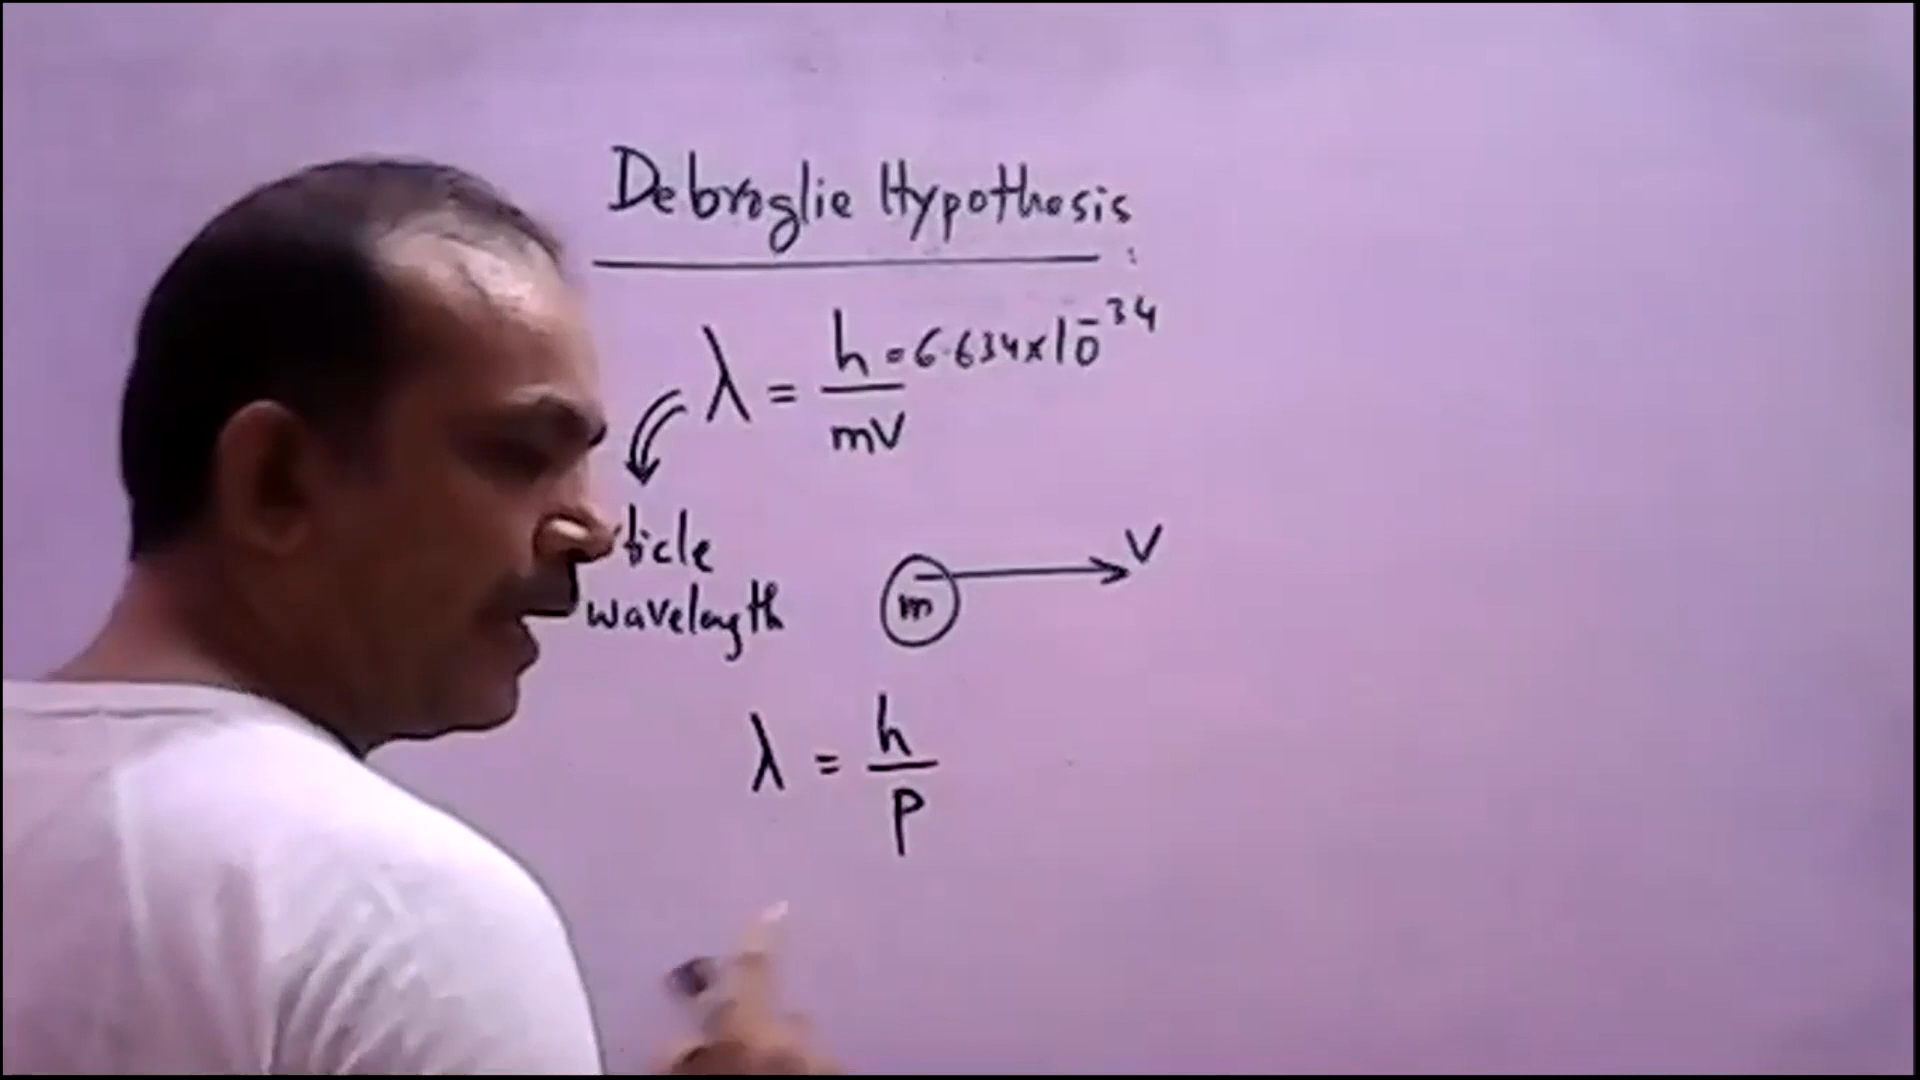 Debroglie Hypothesis :
λ = h/mV
h = 6.634 x 10^-34
ticle
wavelength
m
V
λ = h/P